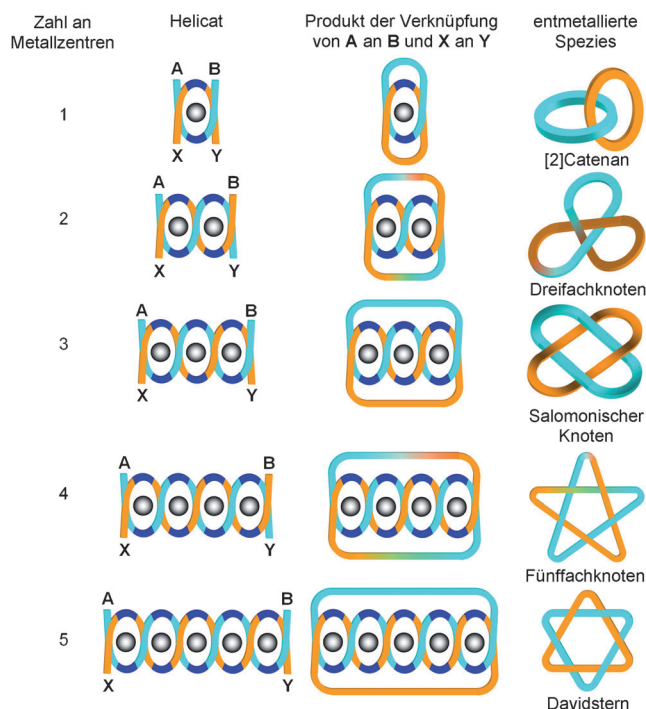 Zahl an
Metallzentren
Helicat
Produkt der Verknüpfung
von A an B und X an Y
entmetallierte
Spezies
1
A B
X Y
[2]Catenan
2
A B
X Y
Dreifachknoten
3
A B
X Y
Salomonischer
Knoten
4
A B
X Y
Fünffachknoten
5
A B
X Y
Davidstern